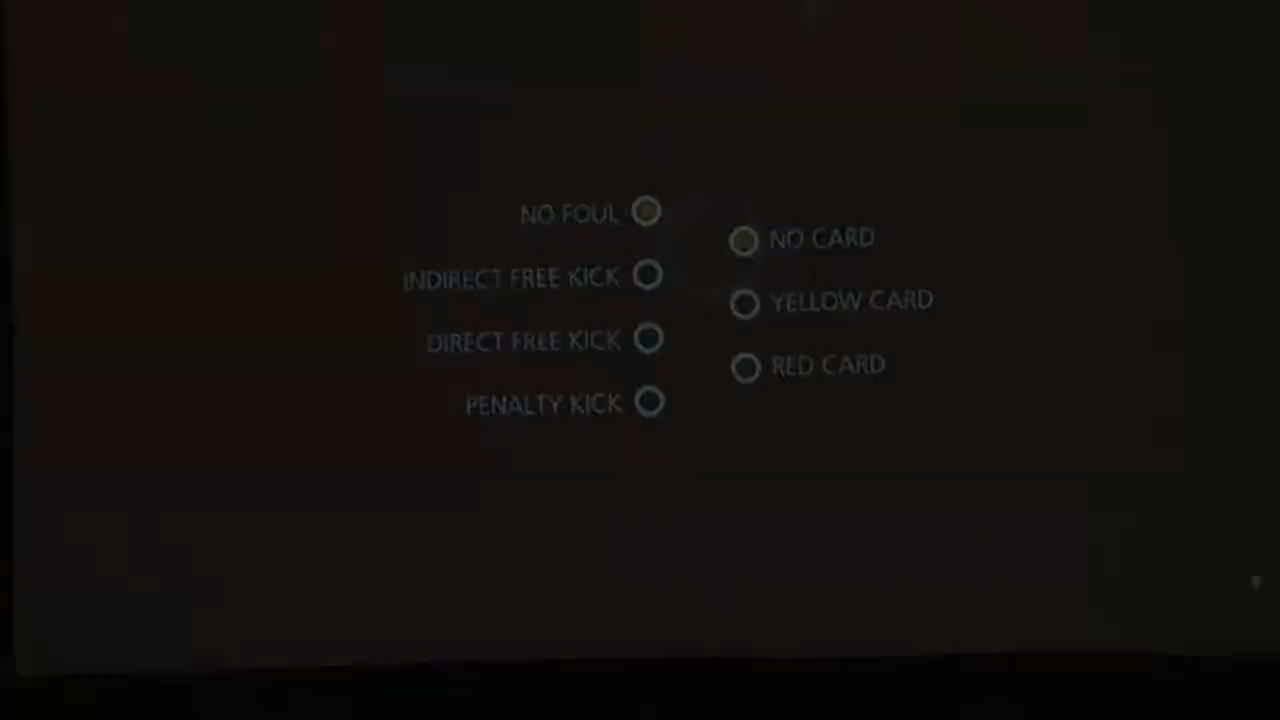 NO FOUL
INDIRECT FREE KICK
DIRECT FREE KICK
PENALTY KICK
NO CARD
YELLOW CARD
RED CARD